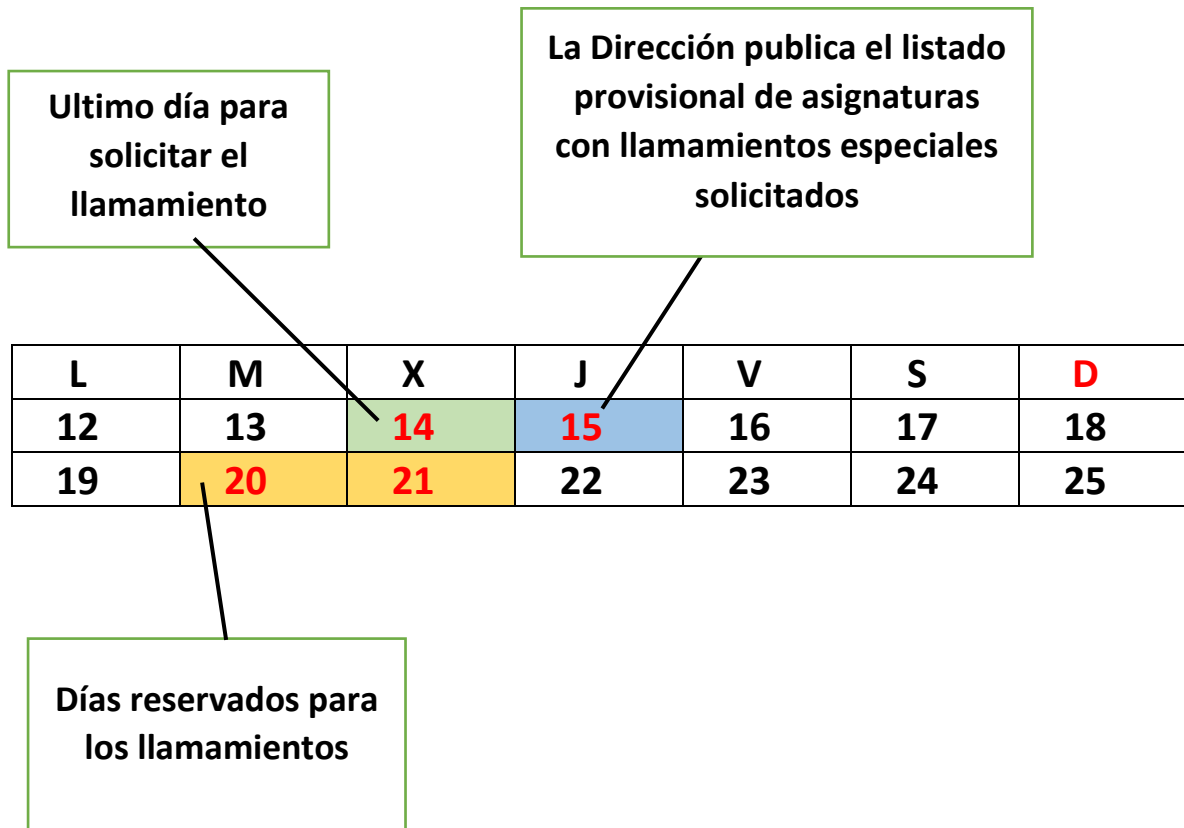 Ultimo día para
solicitar el
llamamiento
La Dirección publica el listado
provisional de asignaturas
con llamamientos especiales
solicitados
L M X J V S D
12 13 14 15 16 17 18
19 20 21 22 23 24 25
Días reservados para
los llamamientos